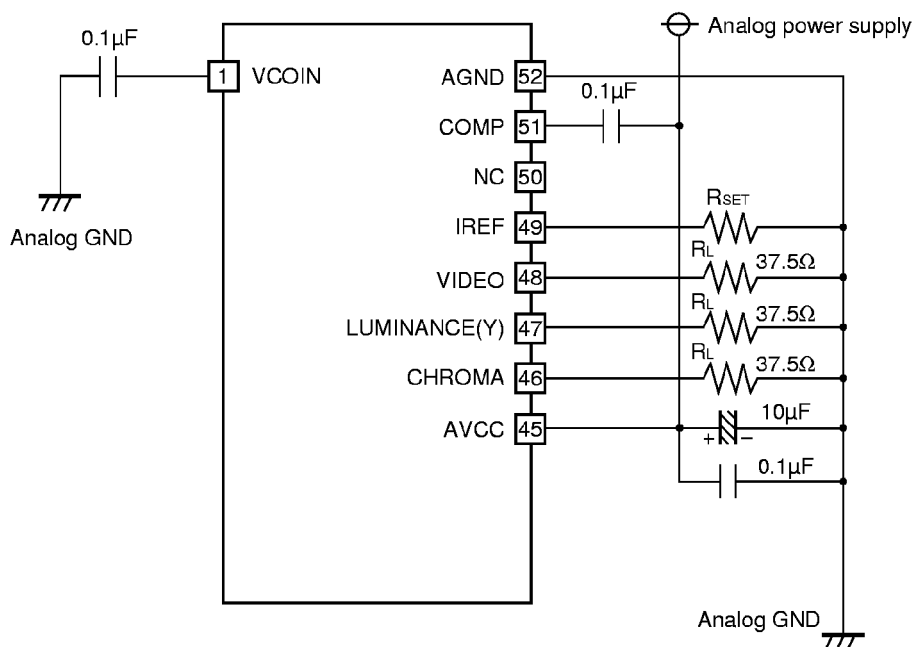 Analog power supply
0.1μF
1 VCOIN
Analog GND
AGND 52
0.1μF
COMP 51
NC 50
IREF 49
RSET
VIDEO 48
RL 37.5Ω
LUMINANCE(Y) 47
RL 37.5Ω
CHROMA 46
RL 37.5Ω
AVCC 45
+ −
10μF
0.1μF
Analog GND